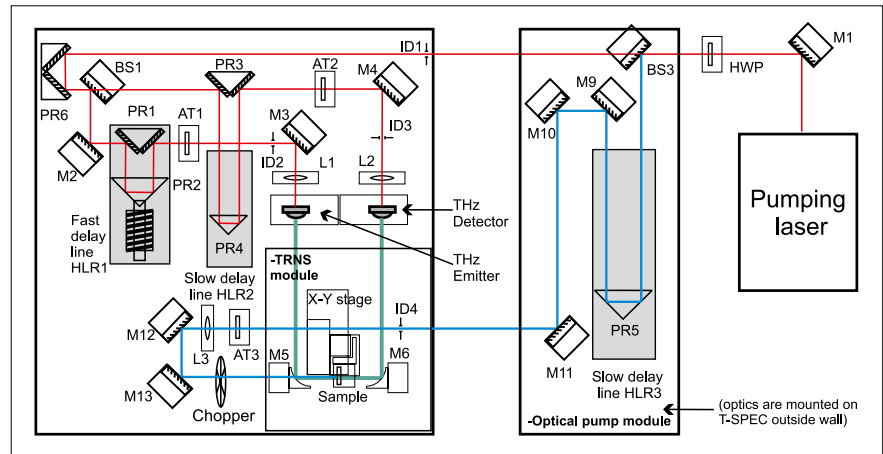 ID1
M1
BS1
PR3
AT2
M4
BS3
HWP
PR6
M9
M10
PR1
AT1
M3
ID3
M2
ID2
L1
L2
PR2
Pumping
laser
THz
Detector
Fast
delay
line
HLR1
PR4
THz
Emitter
Slow delay
line HLR2
-TRNS
module
X-Y stage
ID4
PR5
M12
L3
AT3
M5
M6
M11
M13
Chopper
Sample
Slow delay
line HLR3
-Optical pump module
(optics are mounted on
T-SPEC outside wall)